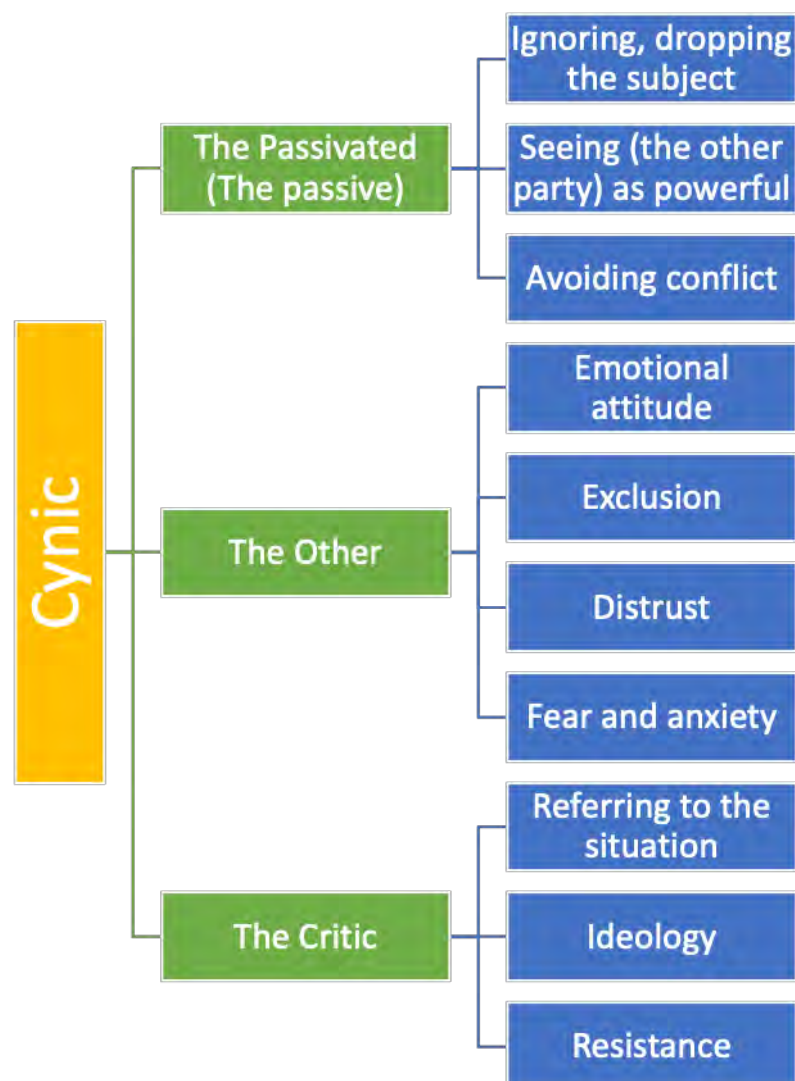 Cynic
The Passivated
(The passive)
Ignoring, dropping
the subject
Seeing (the other
party) as powerful
Avoiding conflict
The Other
Emotional
attitude
Exclusion
Distrust
Fear and anxiety
The Critic
Referring to the
situation
Ideology
Resistance